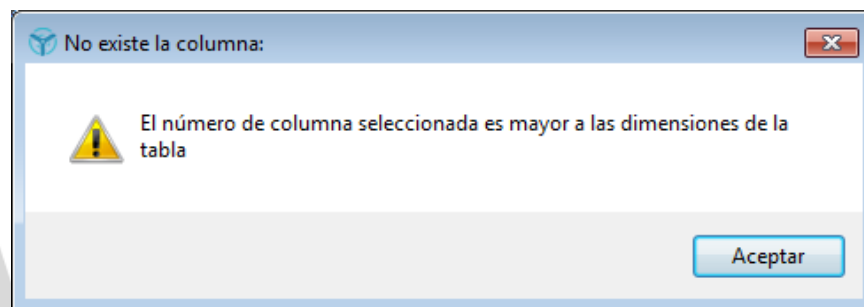 No existe la columna:
El número de columna seleccionada es mayor a las dimensiones de la
tabla
Aceptar